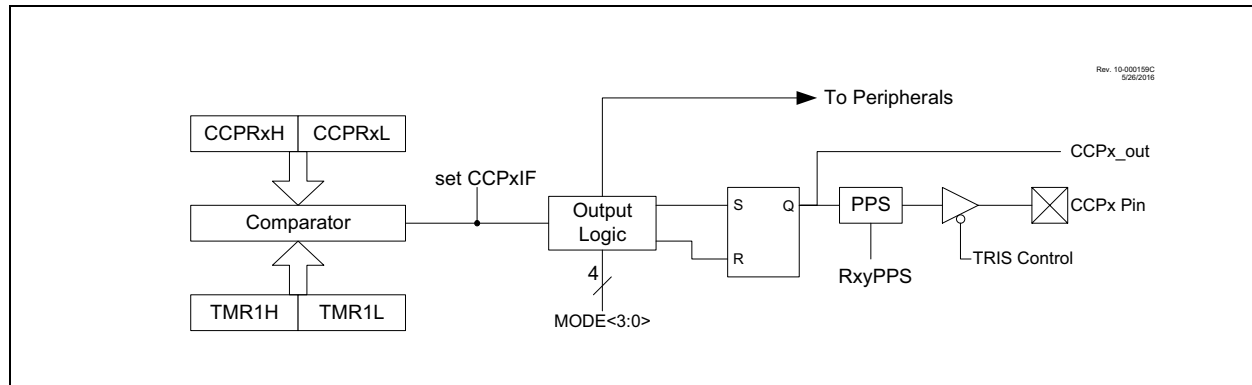 Rev. 10-000159C
5/26/2016
To Peripherals
CCPRxH CCPRxL
CCPx_out
set CCPxIF
Comparator
Output
Logic
S Q
R
PPS
CCPx Pin
4
RxyPPS
TRIS Control
TMR1H TMR1L
MODE<3:0>